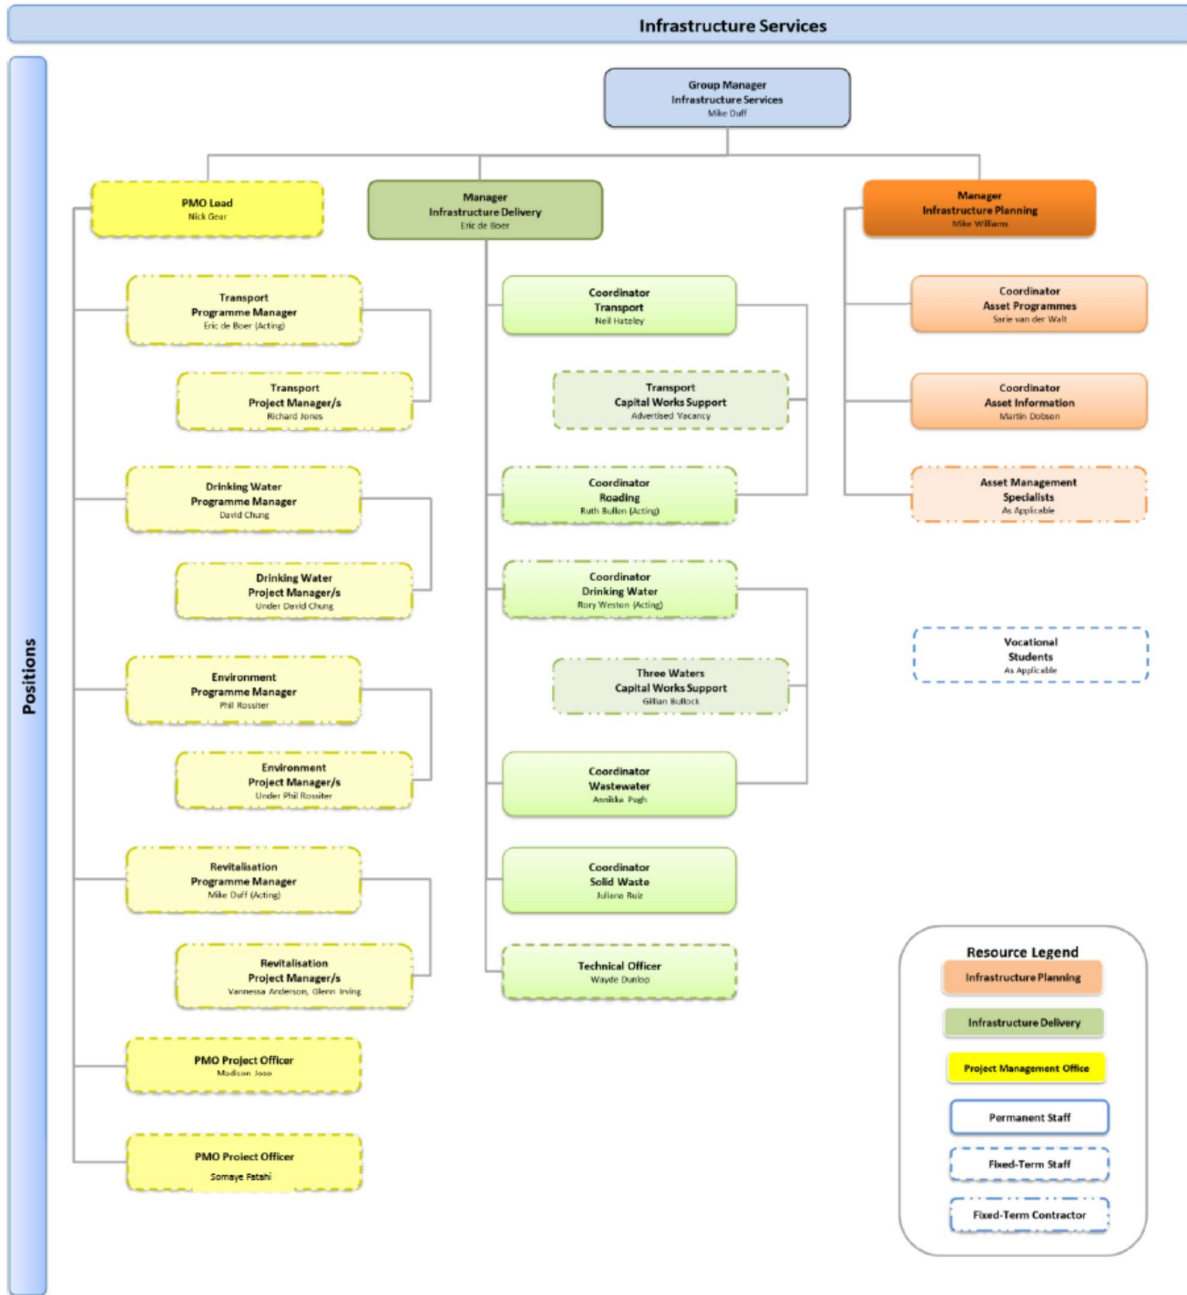 Infrastructure Services
Positions
Group Manager
Infrastructure Services
Mike Duff
PMO Lead
Nick Gear
Manager
Infrastructure Delivery
Eric de Boer
Manager
Infrastructure Planning
Mike Williams
Transport
Programme Manager
Eric de Boer (Acting)
Transport
Project Manager/s
Richard Jones
Drinking Water
Programme Manager
David Chung
Drinking Water
Project Manager/s
Under David Chung
Environment
Programme Manager
Phil Rossiter
Environment
Project Manager/s
Under Phil Rossiter
Revitalisation
Programme Manager
Mike Duff (Acting)
Revitalisation
Project Manager/s
Vannessa Anderson, Glenn Irving
PMO Project Officer
Madison Jose
PMO Project Officer
Somaye Fatahi
Coordinator
Transport
Neil Hateley
Transport
Capital Works Support
Advertised Vacancy
Coordinator
Roading
Ruth Bullen (Acting)
Coordinator
Drinking Water
Rory Weston (Acting)
Three Waters
Capital Works Support
Gillian Bullock
Coordinator
Wastewater
Annikka Pugh
Coordinator
Solid Waste
Juliana Ruiz
Technical Officer
Wayde Dunlop
Coordinator
Asset Programmes
Sarie van der Walt
Coordinator
Asset Information
Martin Dobson
Asset Management
Specialists
As Applicable
Vocational
Students
As Applicable
Resource Legend
Infrastructure Planning
Infrastructure Delivery
Project Management Office
Permanent Staff
Fixed-Term Staff
Fixed-Term Contractor